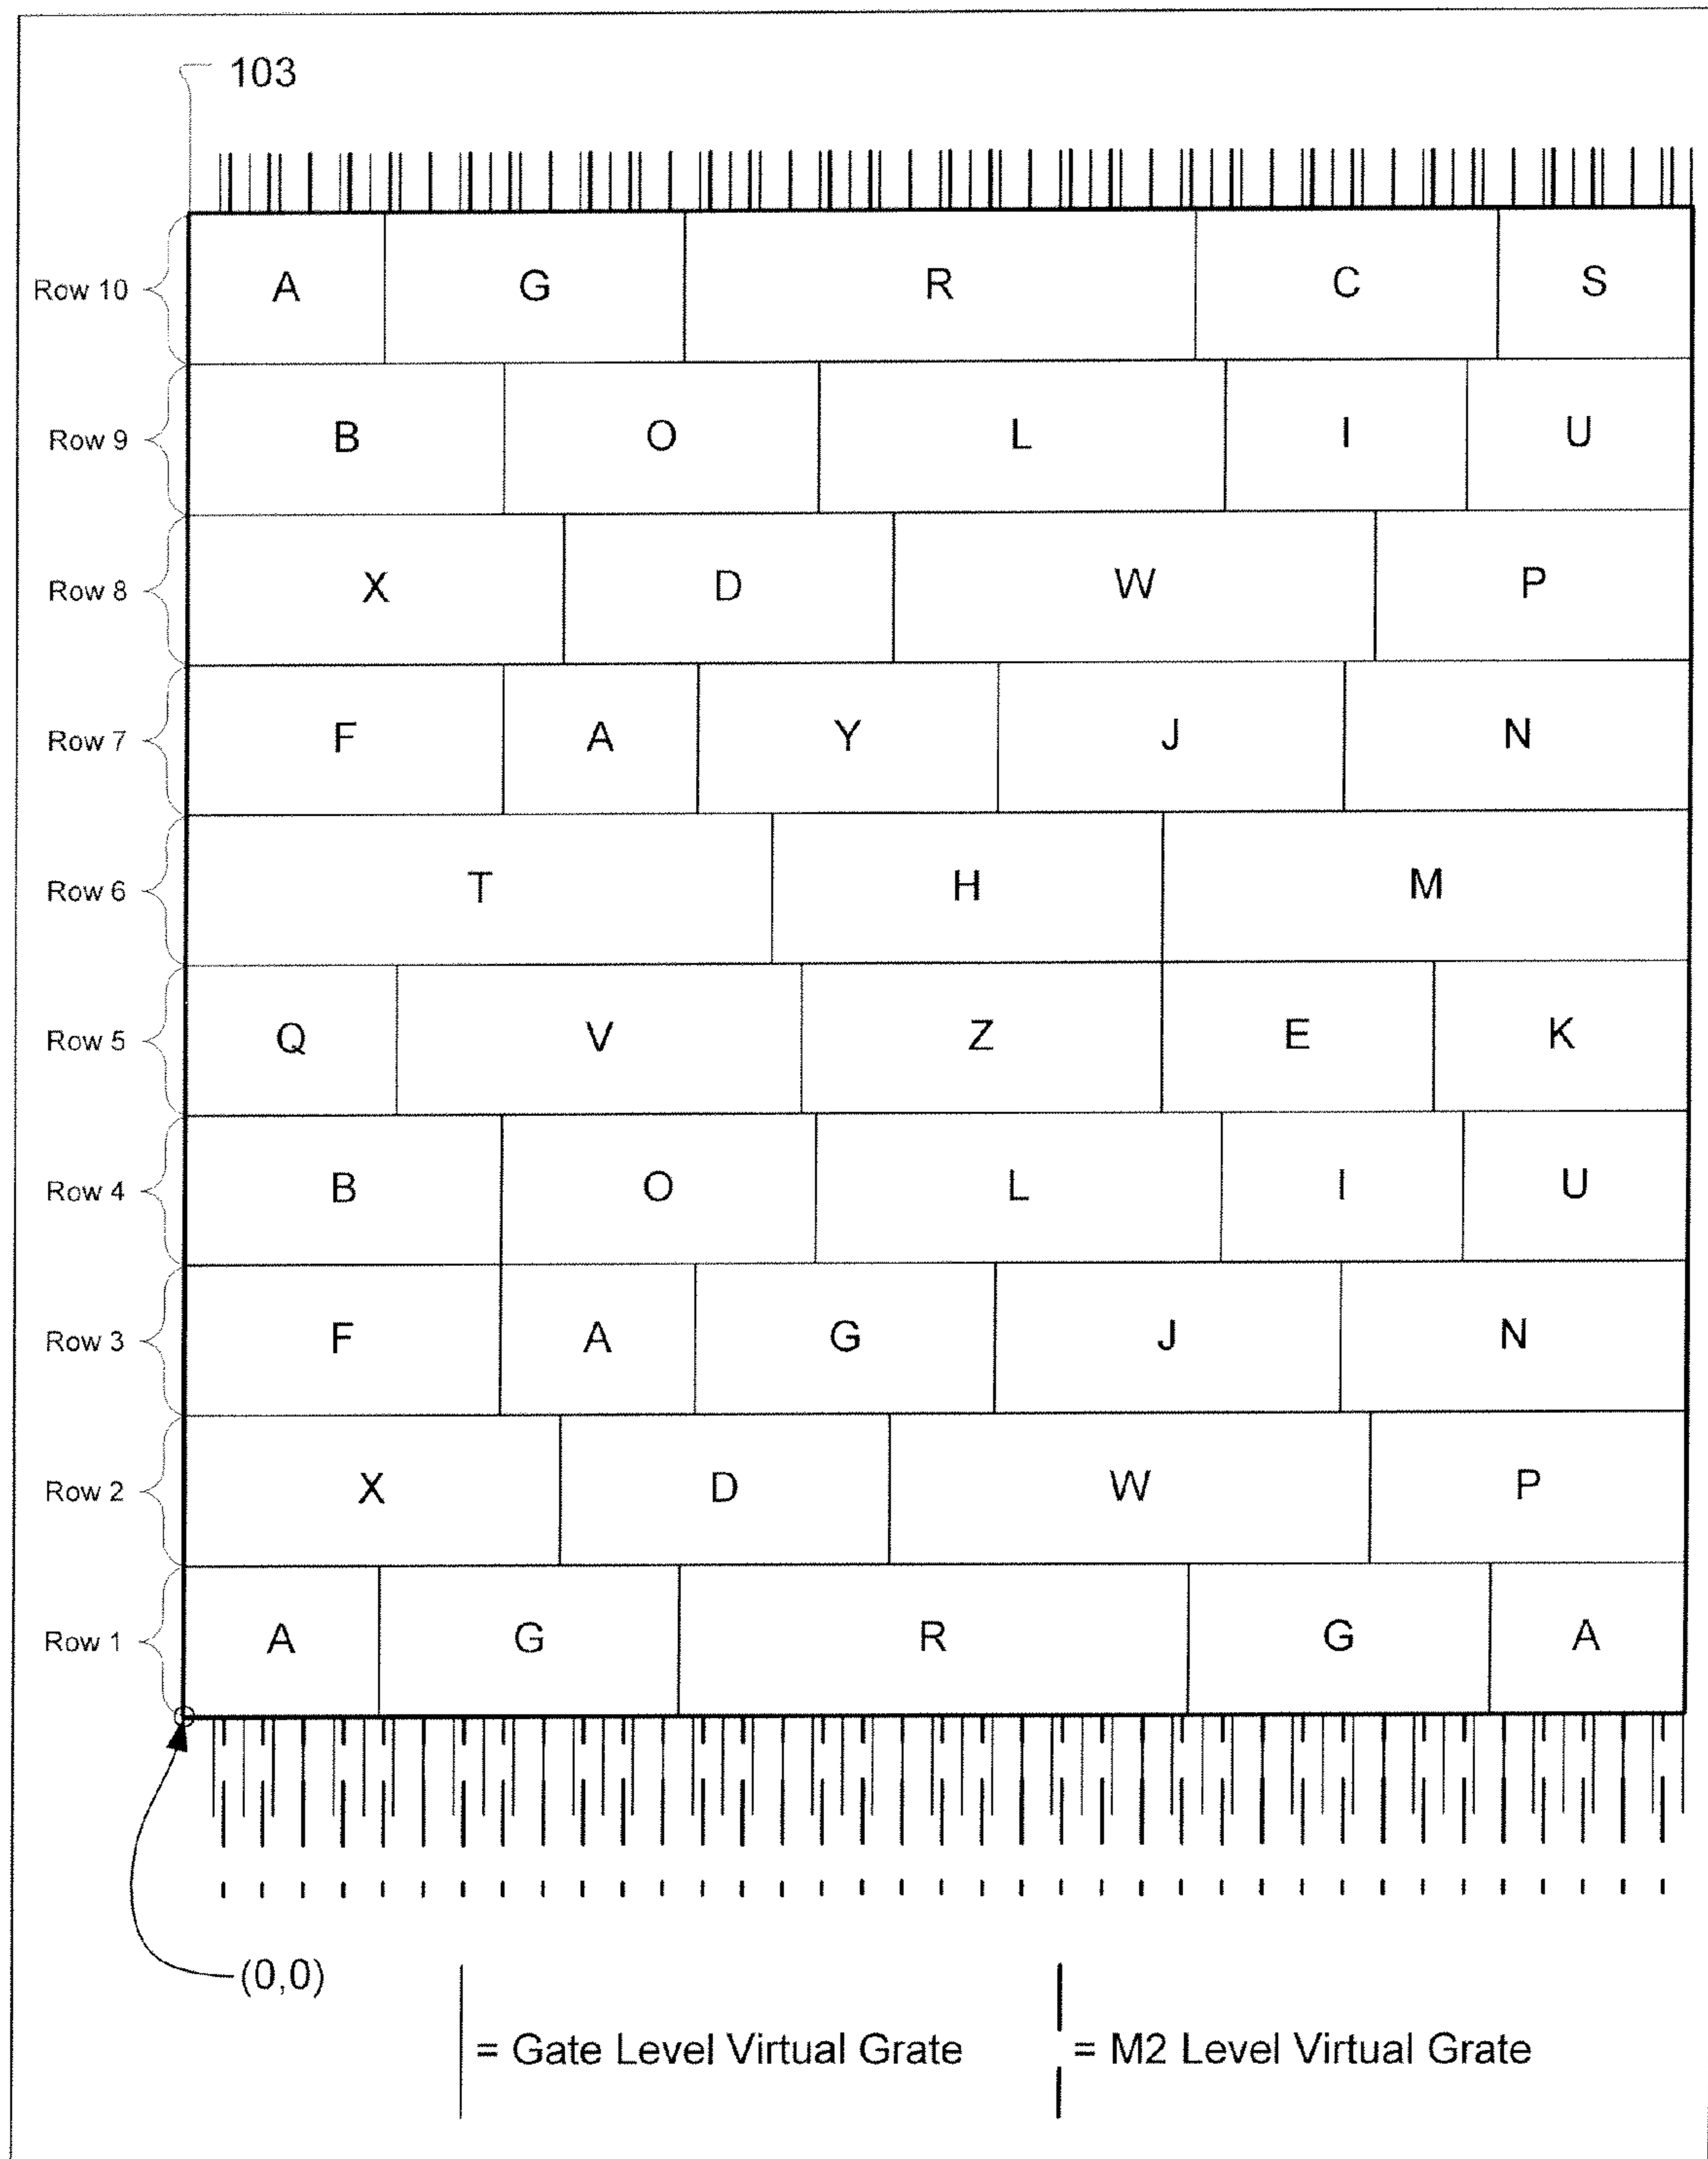 103
Row 10 A G R C S
Row 9 B O L I U
Row 8 X D W P
Row 7 F A Y J N
Row 6 T H M
Row 5 Q V Z E K
Row 4 B O L I U
Row 3 F A G J N
Row 2 X D W P
Row 1 A G R G A
(0,0)
= Gate Level Virtual Grate = M2 Level Virtual Grate